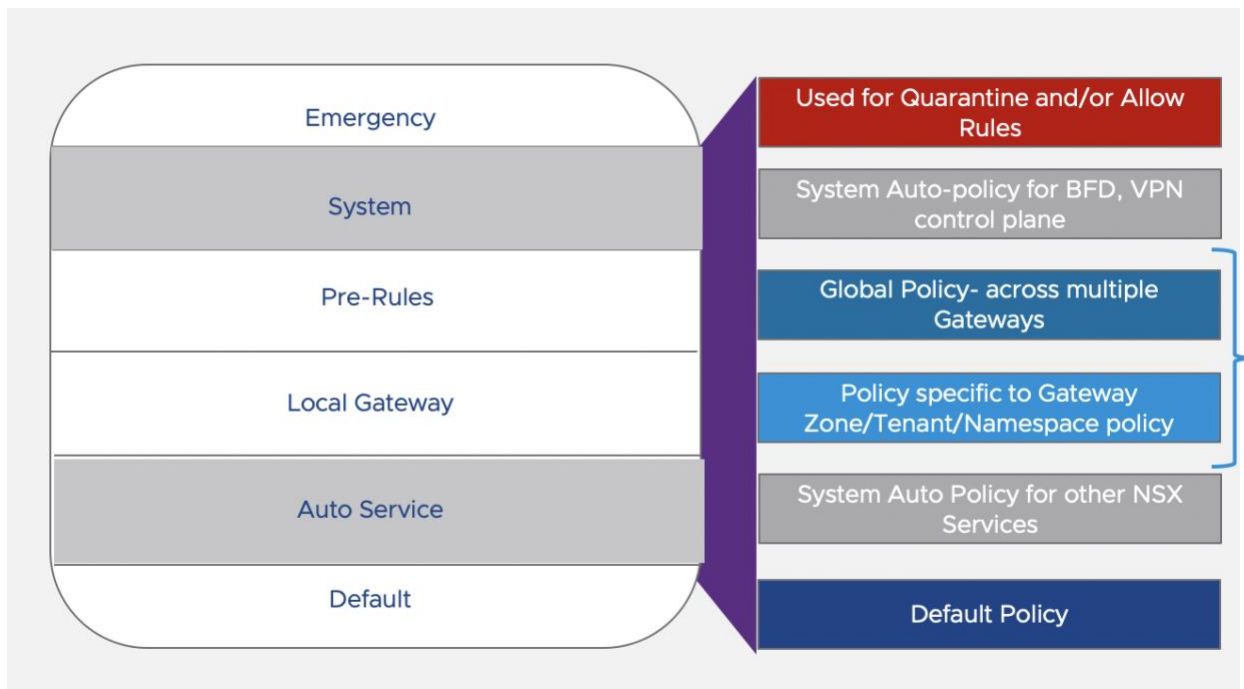 Emergency
Used for Quarantine and/or Allow
Rules
System
System Auto-policy for BFD, VPN
control plane
Pre-Rules
Global Policy- across multiple
Gateways
Local Gateway
Policy specific to Gateway
Zone/Tenant/Namespace policy
Auto Service
System Auto Policy for other NSX
Services
Default
Default Policy